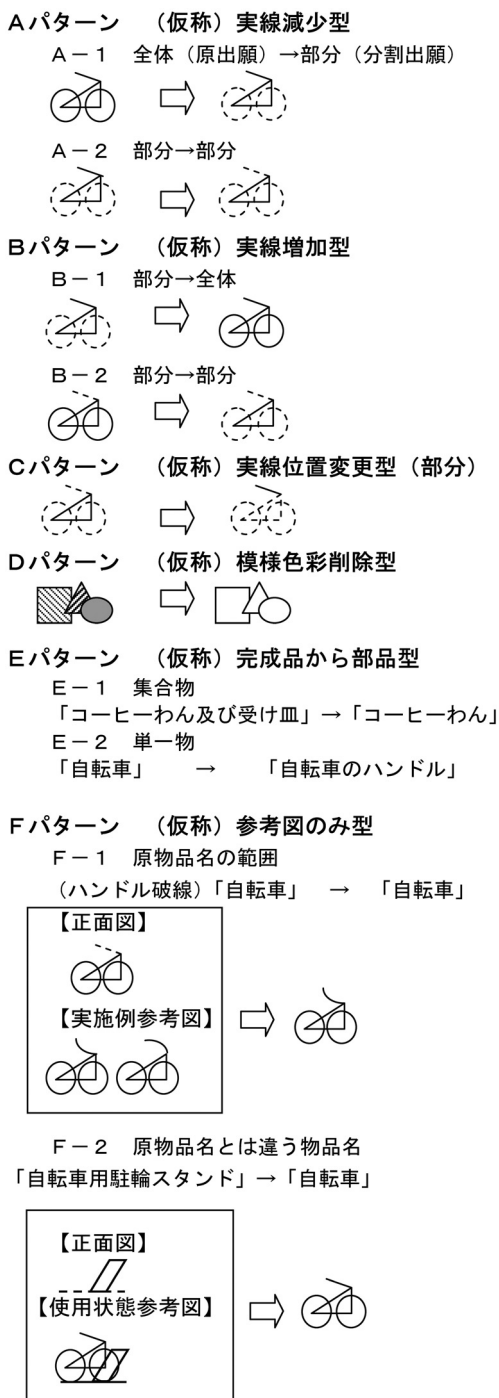 Aパターン　（仮称）実線減少型
A－1　全体（原出願）→部分（分割出願）
A－2　部分→部分
Bパターン　（仮称）実線増加型
B－1　部分→全体
B－2　部分→部分
Cパターン　（仮称）実線位置変更型（部分）
Dパターン　（仮称）模様色彩削除型
Eパターン　（仮称）完成品から部品型
E－1　集合物
「コーヒーわん及び受け皿」→「コーヒーわん」
E－2　単一物
「自転車」　→　「自転車のハンドル」
Fパターン　（仮称）参考図のみ型
F－1　原物品名の範囲
（ハンドル破線）「自転車」　→　「自転車」
【正面図】
【実施例参考図】
F－2　原物品名とは違う物品名
「自転車用駐輪スタンド」→「自転車」
【正面図】
【使用状態参考図】